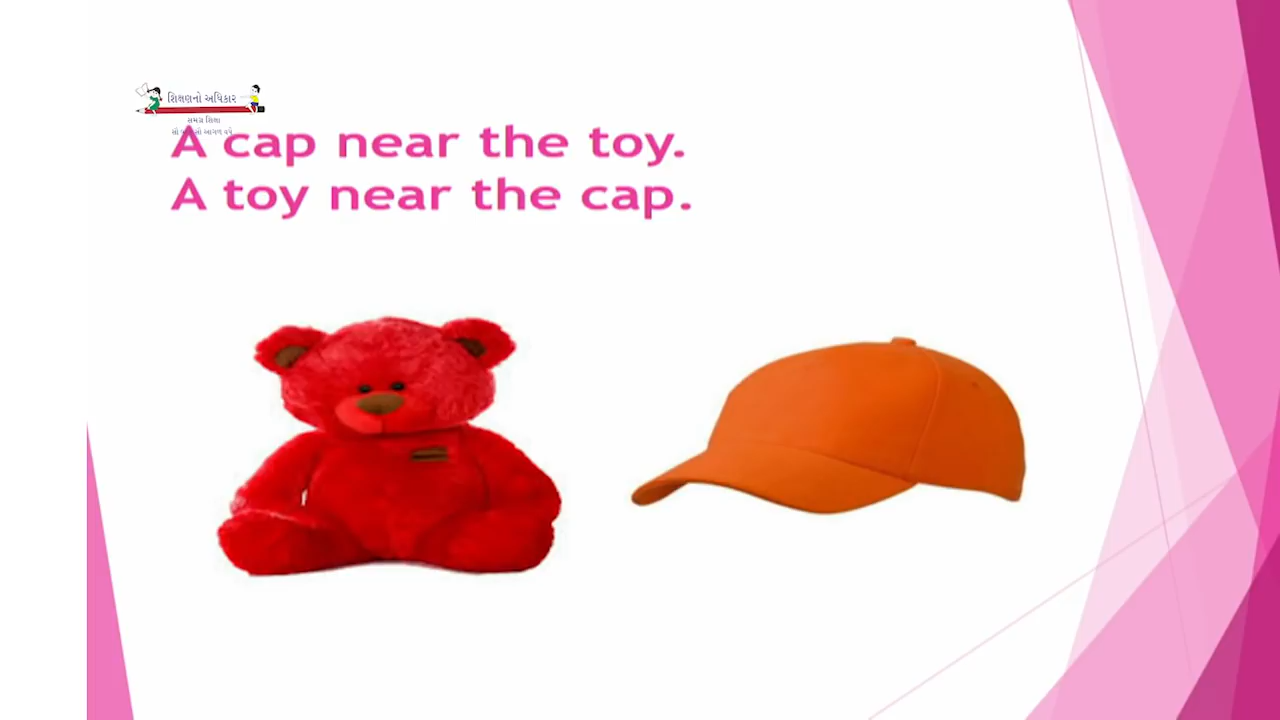 શિક્ષણનો અધિકાર
સમગ્ર શિક્ષા
A cap near the toy.
A toy near the cap.